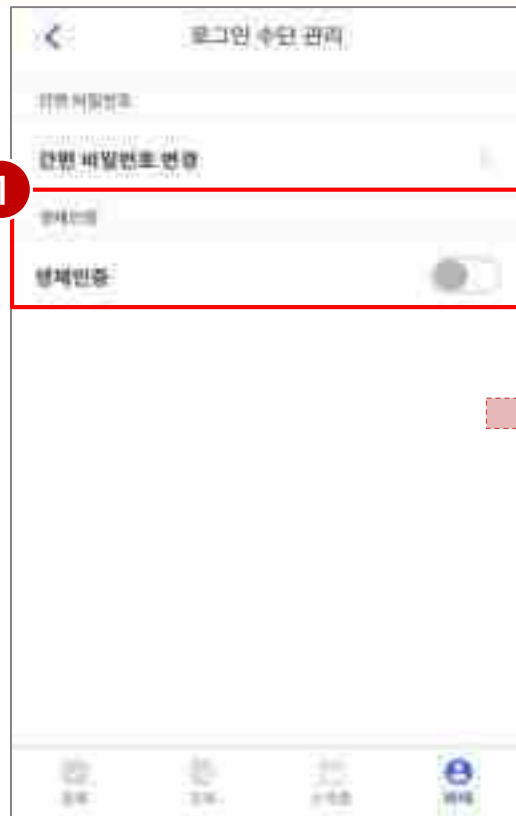 로그인 수단 관리
간편 비밀번호
간편 비밀번호 변경
1
생체인증
생체인증